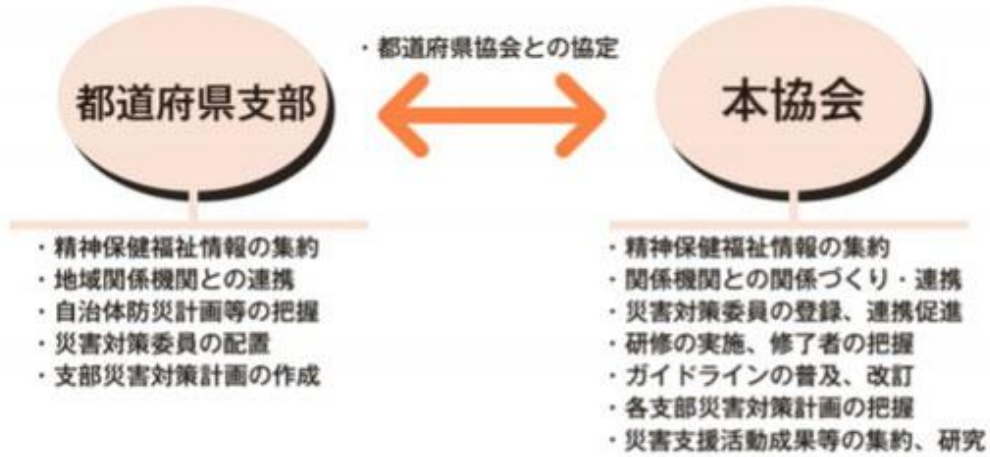 ・都道府県協会との協定
都道府県支部
本協会
・精神保健福祉情報の集約
・地域関係機関との連携
・自治体防災計画等の把握
・災害対策委員の配置
・支部災害対策計画の作成
・精神保健福祉情報の集約
・関係機関との関係づくり・連携
・災害対策委員の登録、連携促進
・研修の実施、修了者の把握
・ガイドラインの普及、改訂
・各支部災害対策計画の把握
・災害支援活動成果等の集約、研究